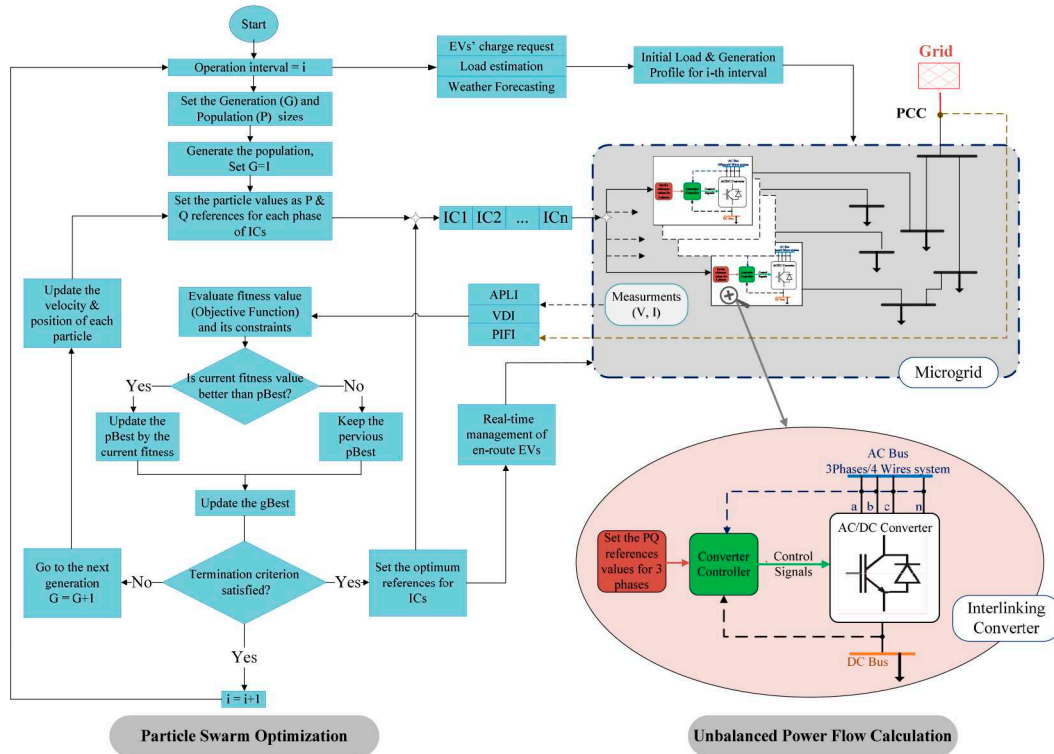 Start
Operation interval = i
EVs' charge request
Load estimation
Weather Forecasting
Initial Load & Generation
Profile for i-th interval
Grid
PCC
Set the Generation (G) and
Population (P) sizes
Generate the population,
Set G=1
Set the particle values as P &
Q references for each phase
of ICs
IC1
IC2
...
ICn
Update the
velocity &
position of each
particle
Evaluate fitness value
(Objective Function)
and its constraints
APLI
VDI
PIFI
Measurments
(V, I)
Microgrid
Is current fitness value
better than pBest?
Yes
No
Update the
pBest by the
current fitness
Keep the
pervious
pBest
Real-time
management of
en-route EVs
Update the gBest
Go to the next
generation
G = G+1
No
Termination criterion
satisfied?
Yes
Set the optimum
references for
ICs
Yes
i = i+1
AC Bus
3Phases/4 Wires system
a
b
c
n
AC/DC Converter
Set the PQ
references
values for 3
phases
Converter
Controller
Control
Signals
Interlinking
Converter
DC Bus
Particle Swarm Optimization
Unbalanced Power Flow Calculation